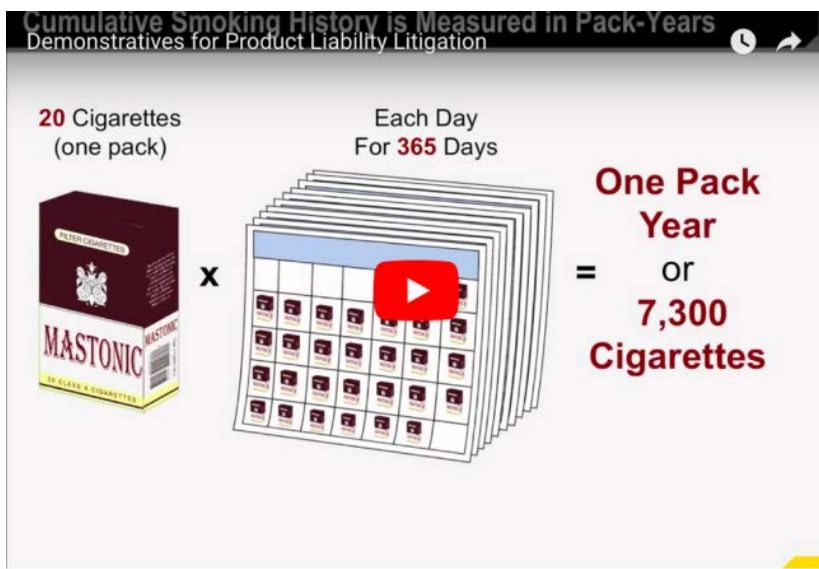 Cumulative Smoking History is Measured in Pack-Years
Demonstratives for Product Liability Litigation
20 Cigarettes
(one pack)
Each Day
For 365 Days
FILTER CIGARETTES
MASTONIC
MASTONIC
20 CLASS A CIGARETTES
x
=
One Pack
Year
or
7,300
Cigarettes